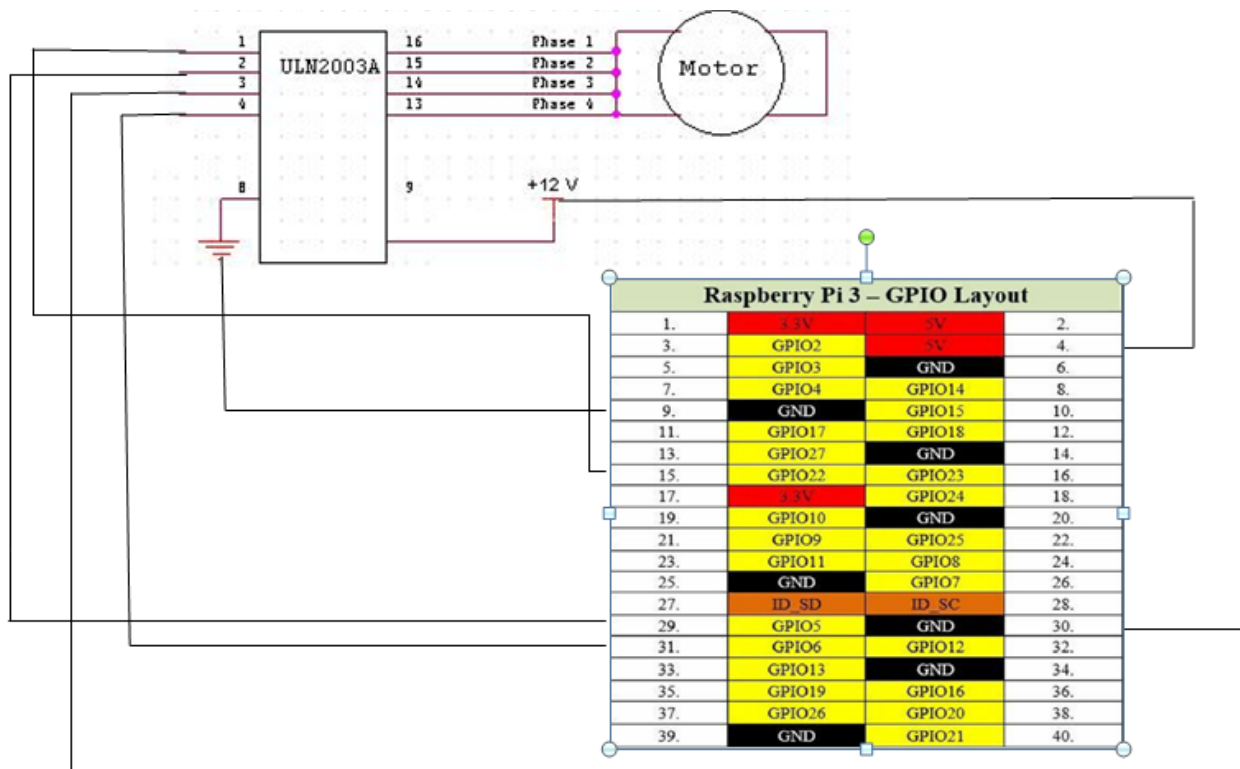 1 16 Phase 1
2 ULN2003A 15 Phase 2 Motor
3 14 Phase 3
4 13 Phase 4
8 9 +12 V
Raspberry Pi 3 – GPIO Layout
1. 3.3V 5V 2.
3. GPIO2 5V 4.
5. GPIO3 GND 6.
7. GPIO4 GPIO14 8.
9. GND GPIO15 10.
11. GPIO17 GPIO18 12.
13. GPIO27 GND 14.
15. GPIO22 GPIO23 16.
17. 3.3V GPIO24 18.
19. GPIO10 GND 20.
21. GPIO9 GPIO25 22.
23. GPIO11 GPIO8 24.
25. GND GPIO7 26.
27. ID_SD ID_SC 28.
29. GPIO5 GND 30.
31. GPIO6 GPIO12 32.
33. GPIO13 GND 34.
35. GPIO19 GPIO16 36.
37. GPIO26 GPIO20 38.
39. GND GPIO21 40.